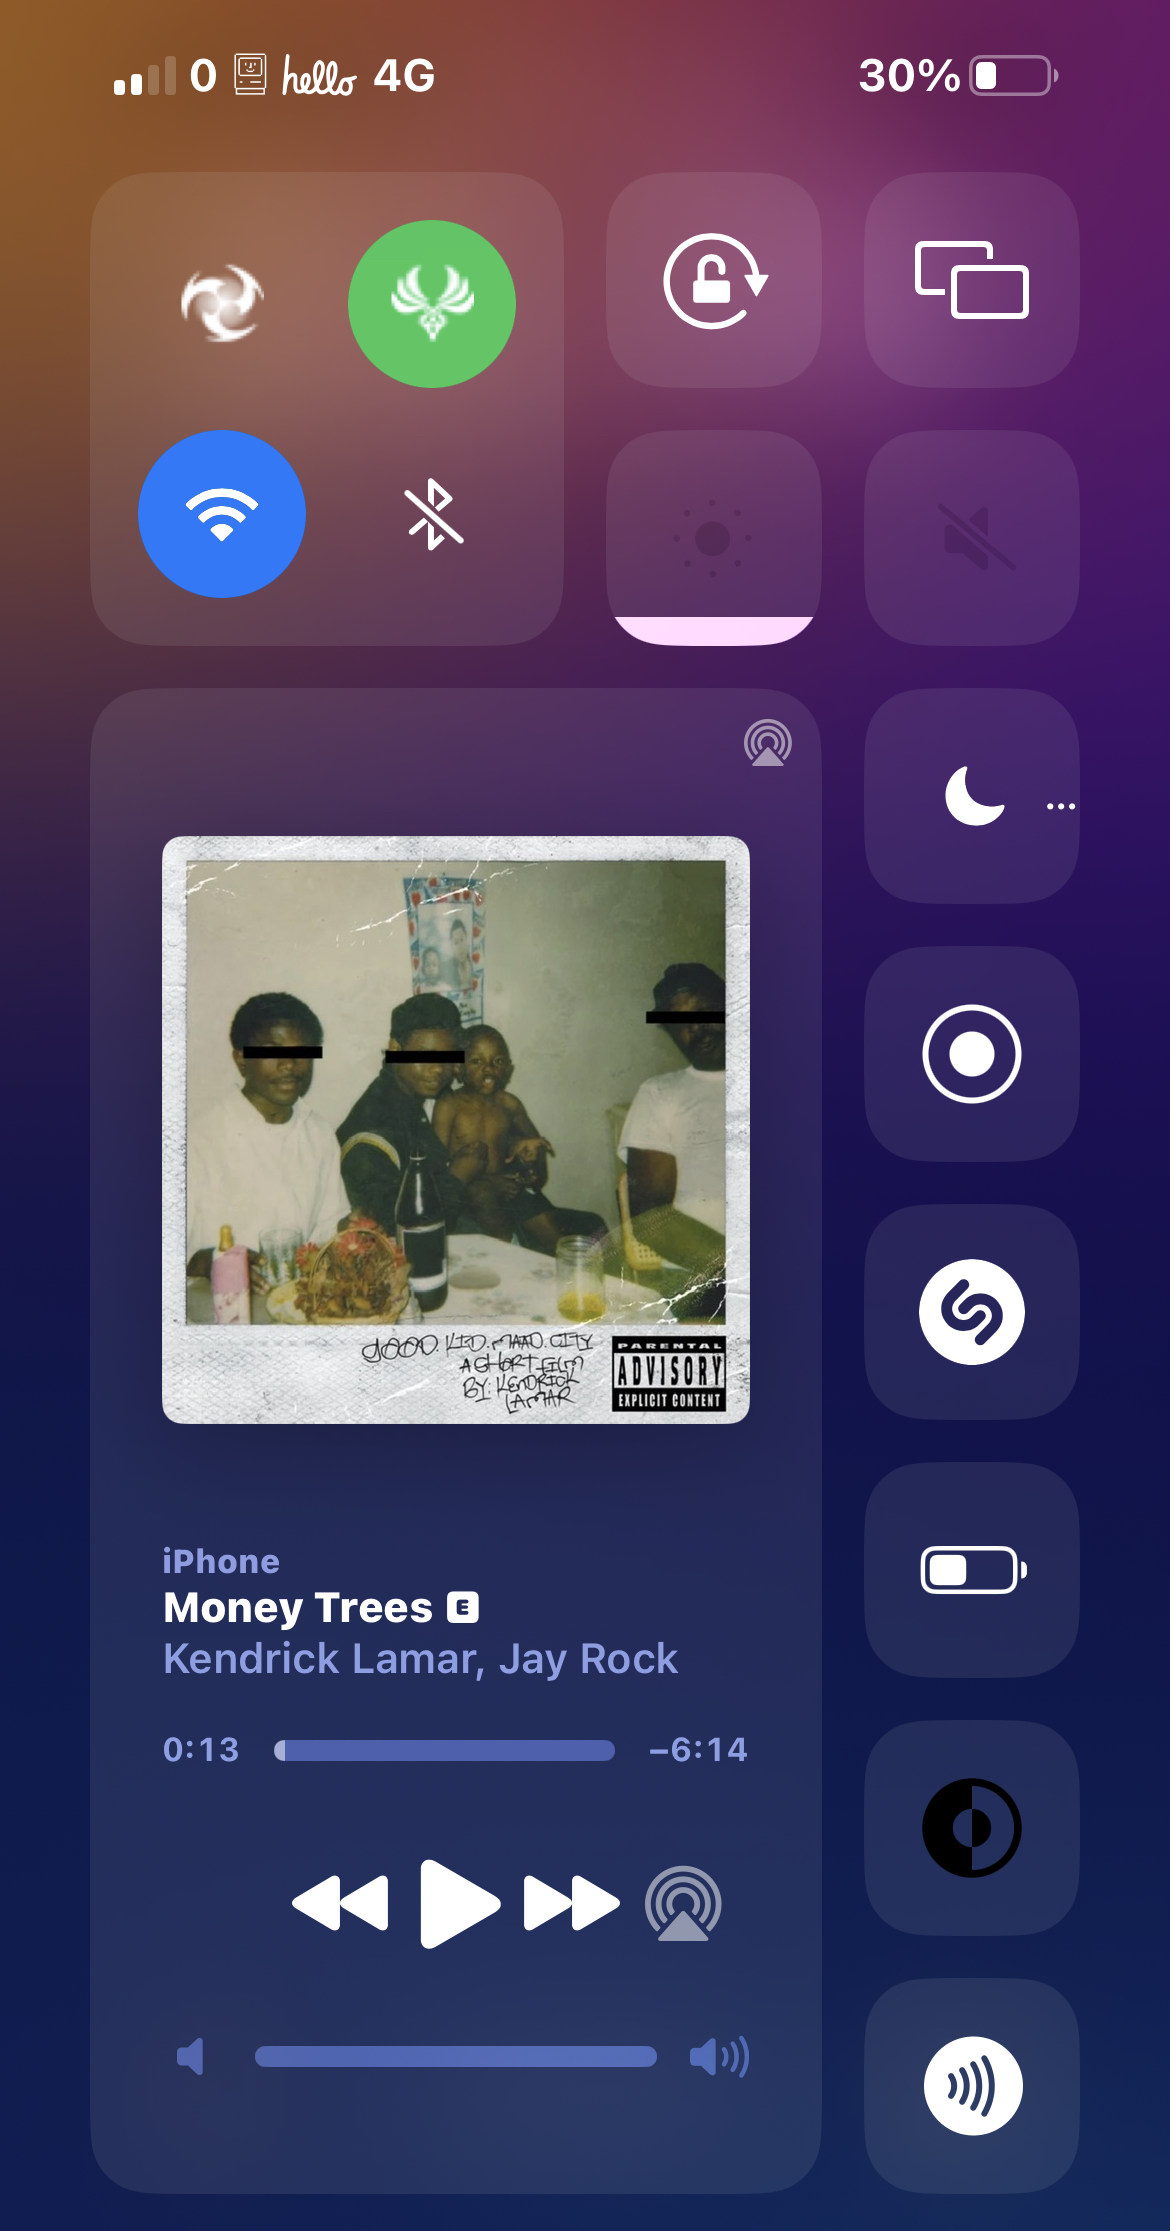 0 hello 4G 30%
good kid, m.A.A.d city
a short film
by: Kendrick
Lamar
PARENTAL
ADVISORY
EXPLICIT CONTENT
iPhone
Money Trees E
Kendrick Lamar, Jay Rock
0:13 –6:14